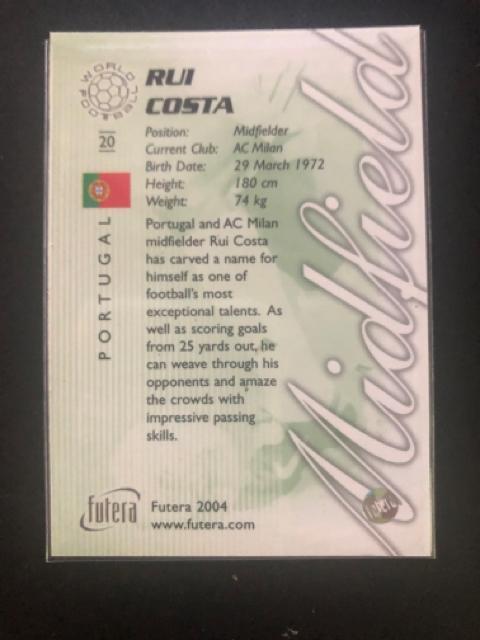 WORLD
FOOTBALL
RUI
COSTA
20
PORTUGAL
Position: Midfielder
Current Club: AC Milan
Birth Date: 29 March 1972
Height: 180 cm
Weight: 74 kg
Portugal and AC Milan
midfielder Rui Costa
has carved a name for
himself as one of
football's most
exceptional talents. As
well as scoring goals
from 25 yards out, he
can weave through his
opponents and amaze
the crowds with
impressive passing
skills.
Midfield
futera
Futera 2004
www.futera.com
futera